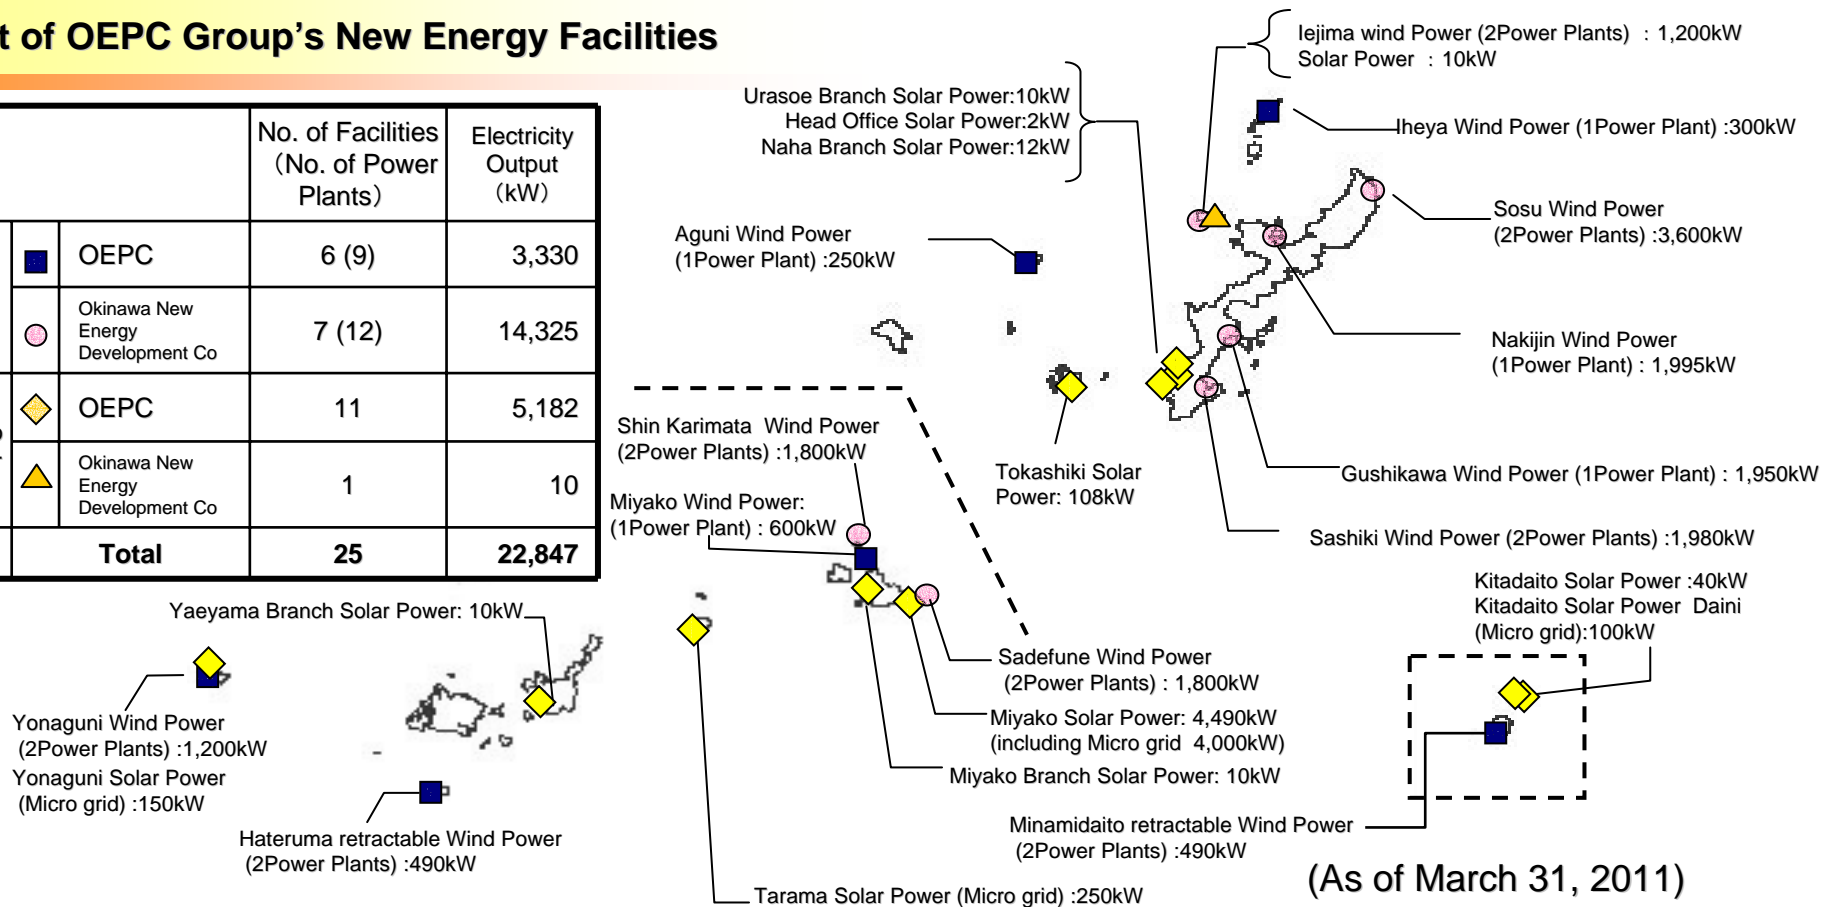 t of OEPC Group's New Energy Facilities
No. of Facilities
（No. of Power
Plants）
Electricity
Output
（kW）
OEPC
6 (9)
3,330
Okinawa New
Energy
Development Co
7 (12)
14,325
OEPC
11
5,182
Okinawa New
Energy
Development Co
1
10
Total
25
22,847
Iejima wind Power (2Power Plants) ：1,200kW
Solar Power ：10kW
Urasoe Branch Solar Power:10kW
Head Office Solar Power:2kW
Naha Branch Solar Power:12kW
Iheya Wind Power (1Power Plant) :300kW
Sosu Wind Power
(2Power Plants) :3,600kW
Aguni Wind Power
(1Power Plant) :250kW
Nakijin Wind Power
(1Power Plant) : 1,995kW
Shin Karimata Wind Power
(2Power Plants) :1,800kW
Tokashiki Solar
Power: 108kW
Gushikawa Wind Power (1Power Plant) : 1,950kW
Miyako Wind Power:
(1Power Plant) : 600kW
Sashiki Wind Power (2Power Plants) :1,980kW
Kitadaito Solar Power :40kW
Kitadaito Solar Power Daini
(Micro grid):100kW
Yaeyama Branch Solar Power: 10kW
Sadefune Wind Power
(2Power Plants) : 1,800kW
Yonaguni Wind Power
(2Power Plants) :1,200kW
Yonaguni Solar Power
(Micro grid) :150kW
Miyako Solar Power: 4,490kW
(including Micro grid 4,000kW)
Miyako Branch Solar Power: 10kW
Hateruma retractable Wind Power
(2Power Plants) :490kW
Minamidaito retractable Wind Power
(2Power Plants) :490kW
(As of March 31, 2011)
Tarama Solar Power (Micro grid) :250kW